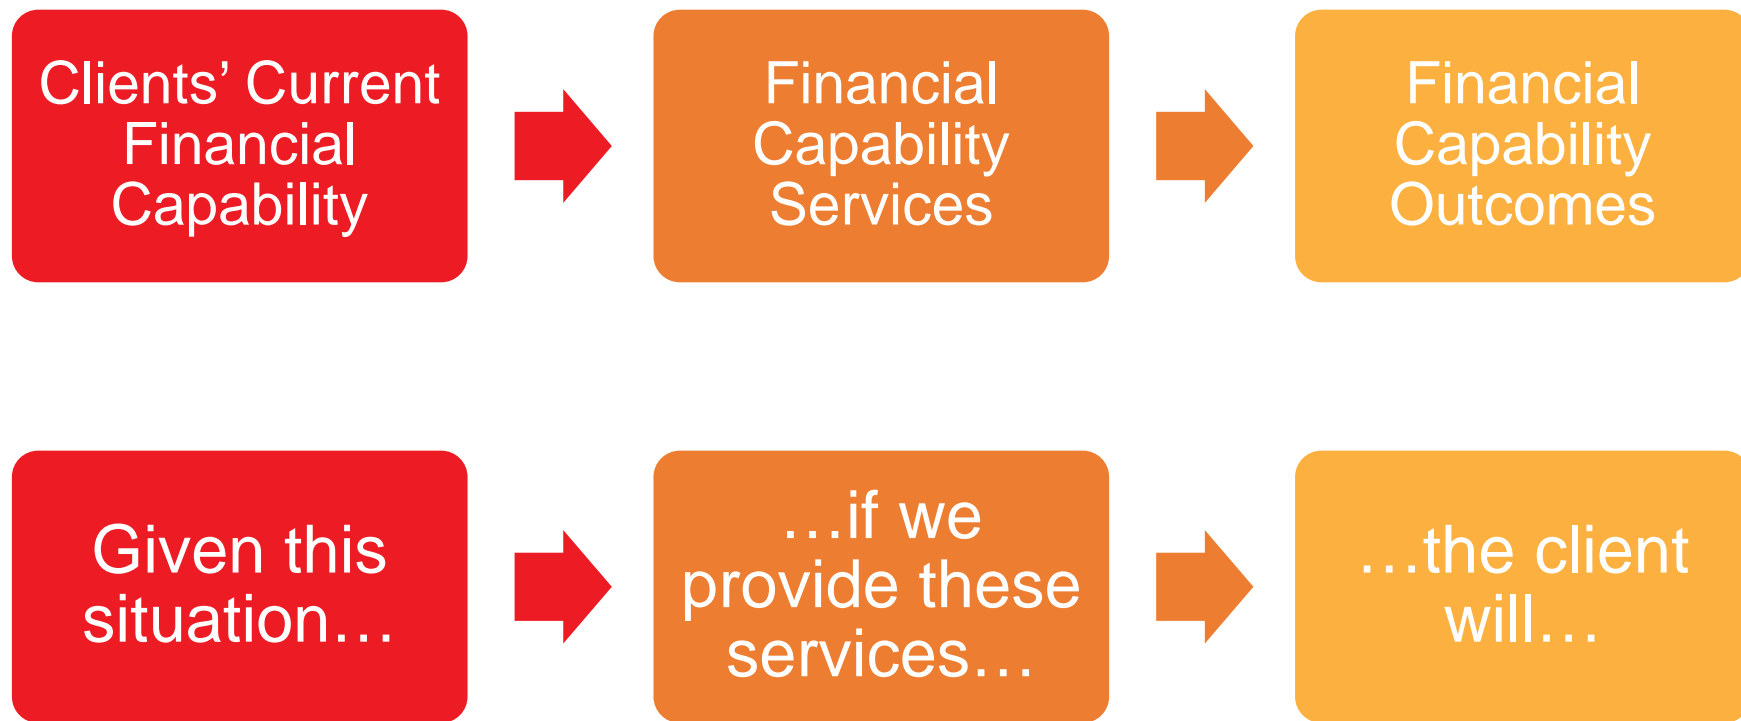 Clients’ Current
Financial
Capability
Financial
Capability
Services
Financial
Capability
Outcomes
Given this
situation…
…if we
provide these
services…
…the client
will…